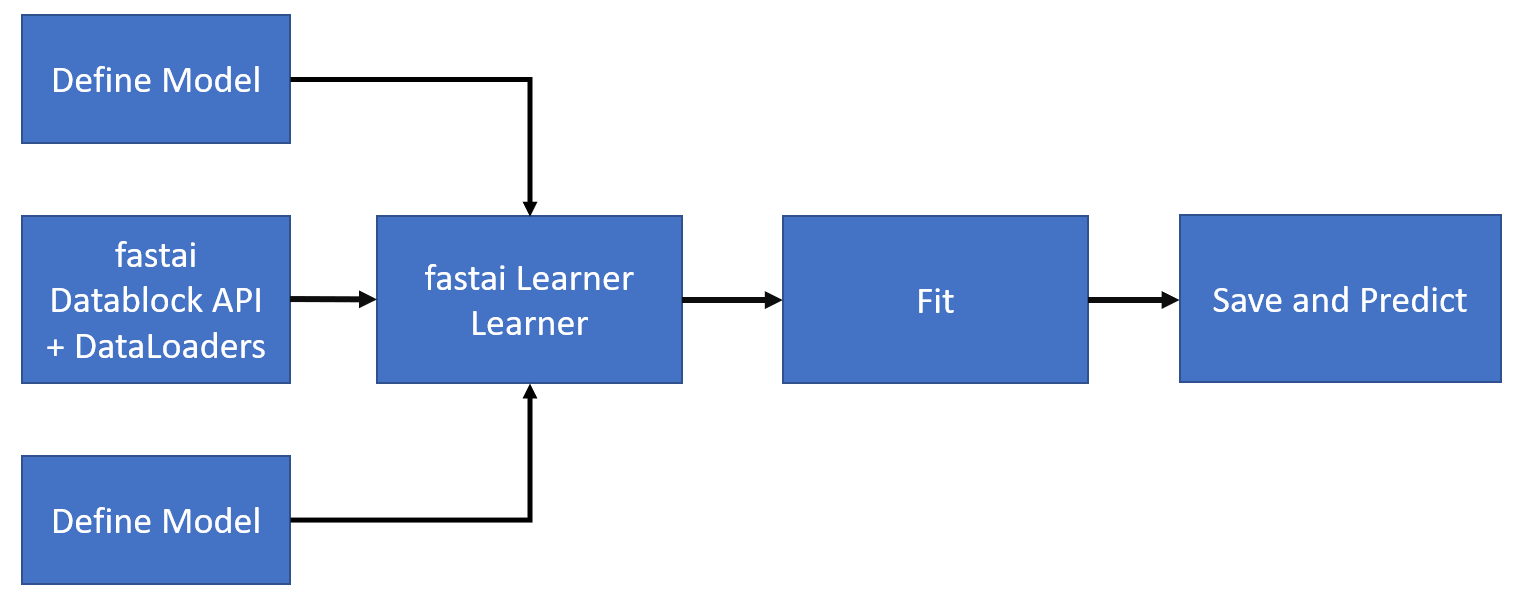 Define Model
fastai
Datablock API
+ DataLoaders
fastai Learner
Learner
Fit
Save and Predict
Define Model